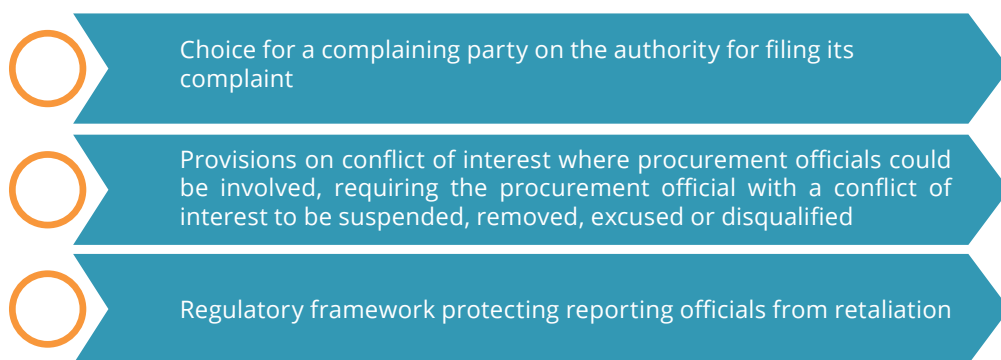 Choice for a complaining party on the authority for filing its
complaint
Provisions on conflict of interest where procurement officials could
be involved, requiring the procurement official with a conflict of
interest to be suspended, removed, excused or disqualified
Regulatory framework protecting reporting officials from retaliation